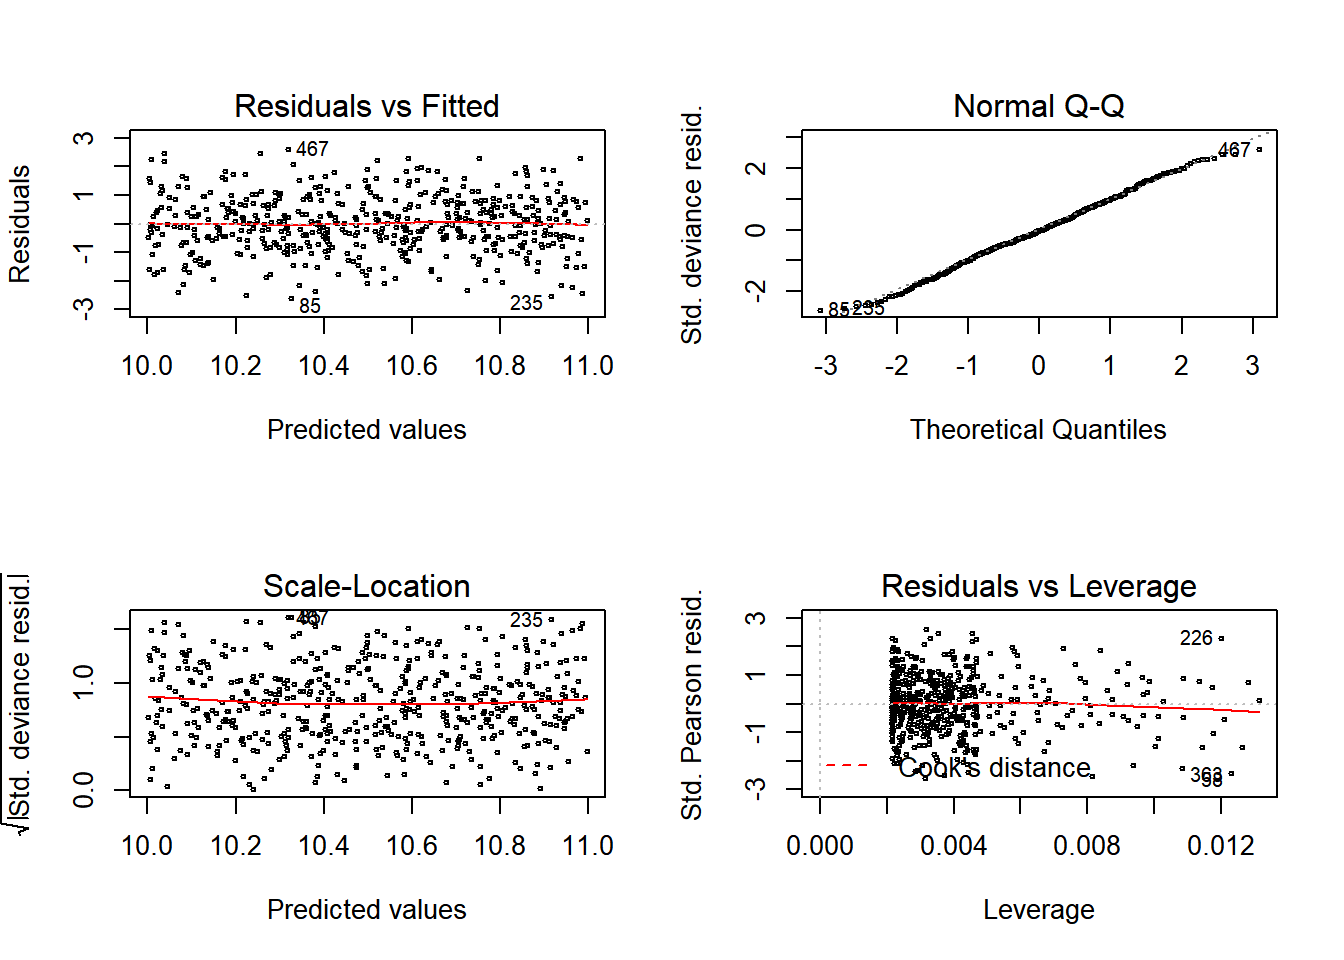 Residuals vs Fitted
Residuals
3
1
-1
-3
467
85
235
10.0 10.2 10.4 10.6 10.8 11.0
Predicted values
Normal Q-Q
Std. deviance resid.
2
0
-2
467
85
235
-3 -2 -1 0 1 2 3
Theoretical Quantiles
Scale-Location
√|Std. deviance resid.|
1.0
0.0
467
235
10.0 10.2 10.4 10.6 10.8 11.0
Predicted values
Residuals vs Leverage
Std. Pearson resid.
3
1
-1
-3
226
363
Cook's distance
0.000 0.004 0.008 0.012
Leverage